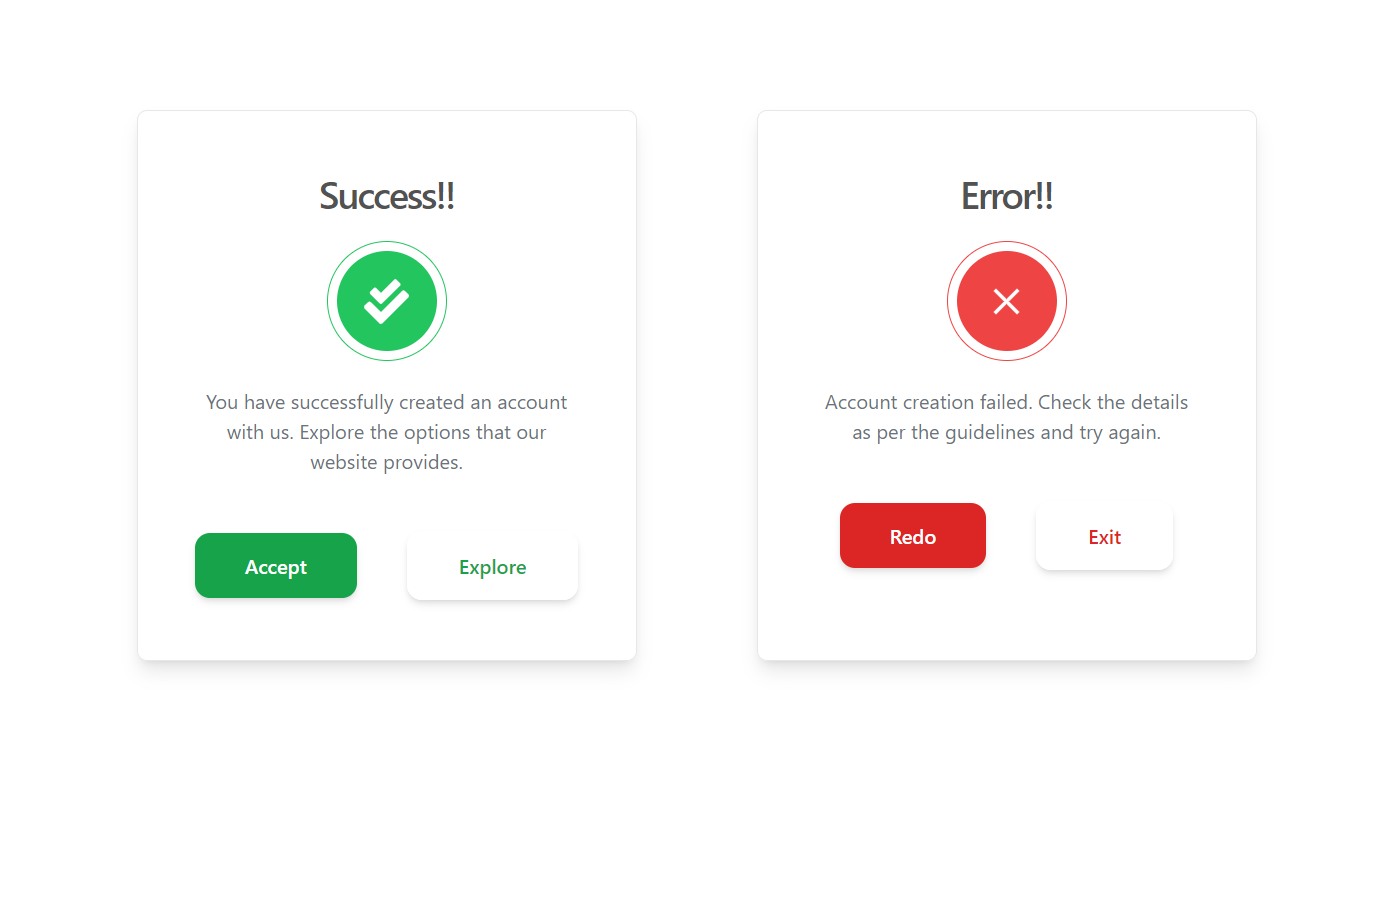 Success!!
You have successfully created an account
with us. Explore the options that our
website provides.
Accept
Explore
Error!!
Account creation failed. Check the details
as per the guidelines and try again.
Redo
Exit